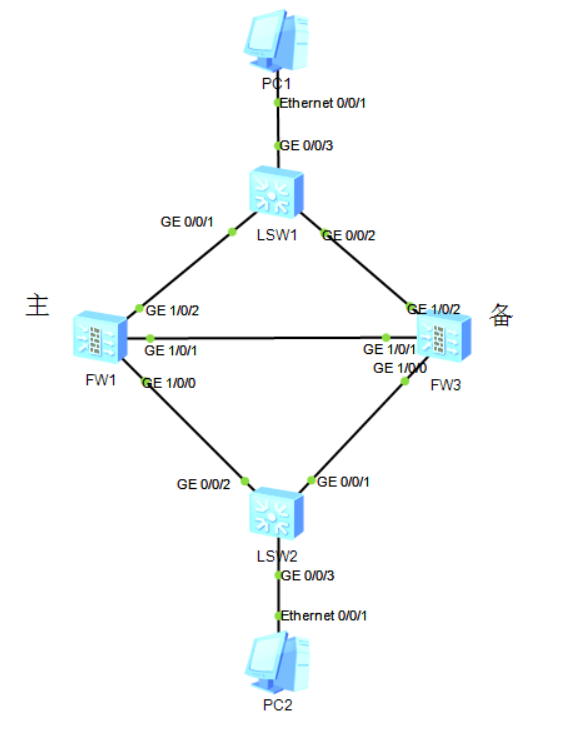 PC1
Ethernet 0/0/1
GE 0/0/3
GE 0/0/1
LSW1
GE 0/0/2
主
GE 1/0/2
GE 1/0/2
备
GE 1/0/1
GE 1/0/1
FW1
GE 1/0/0
GE 1/0/0
FW3
GE 0/0/2
GE 0/0/1
LSW2
GE 0/0/3
Ethernet 0/0/1
PC2